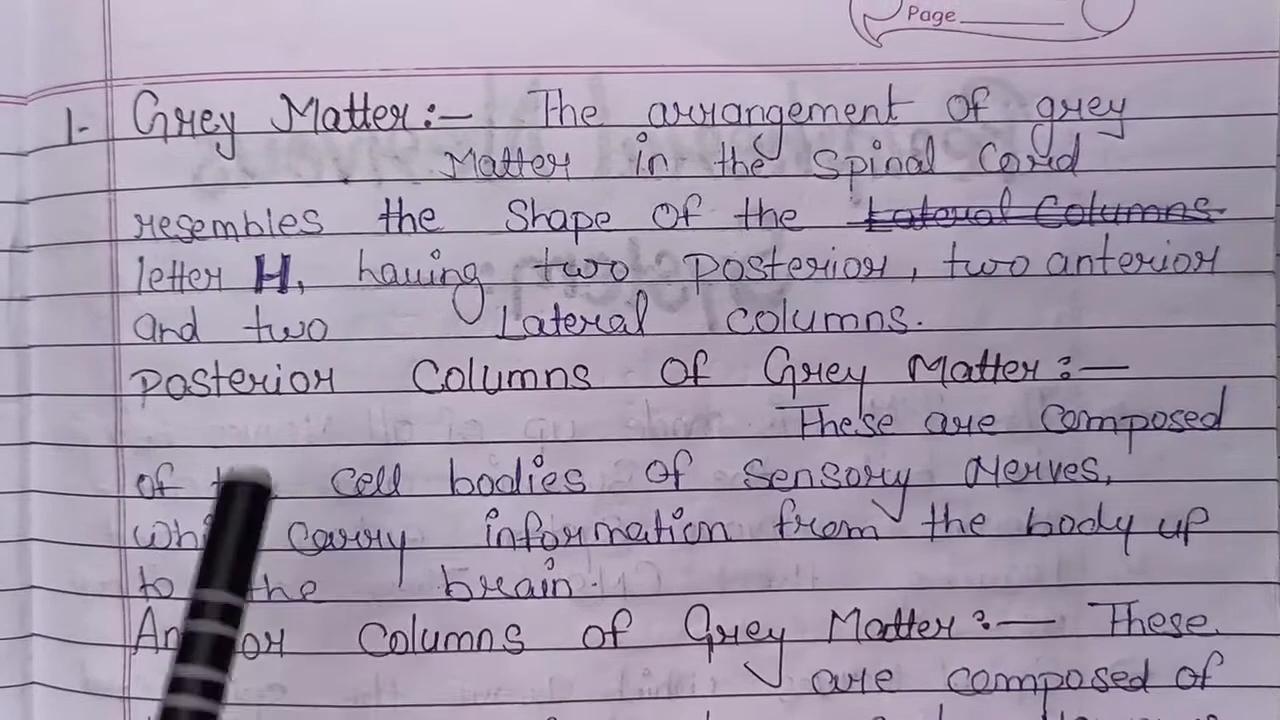 Page
1- Grey Matter:- The arrangement of grey
Matter in the Spinal Cord
resembles the Shape of the Lateral Columns
letter H, having two posterior, two anterior
and two Lateral columns.
Posterior Columns of Grey Matter:-
These are composed
of cell bodies of Sensory Nerves,
carry information from the body up
to the brain.
Columns of Grey Matter:- These
are composed of